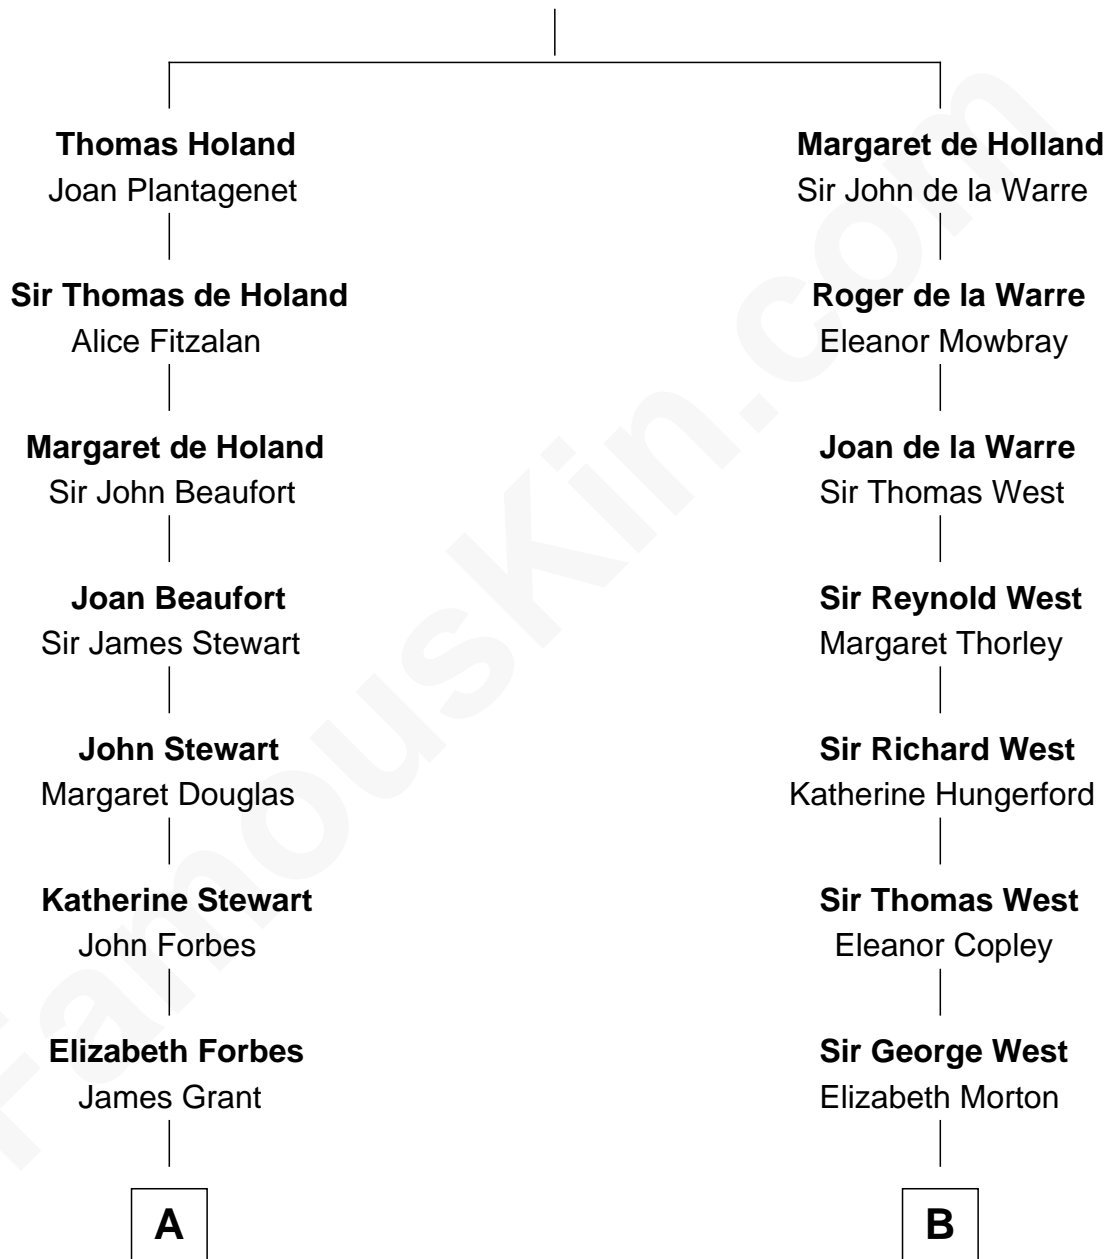 Thomas Holand
Joan Plantagenet
Sir Thomas de Holand
Alice Fitzalan
Margaret de Holand
Sir John Beaufort
Joan Beaufort
Sir James Stewart
John Stewart
Margaret Douglas
Katherine Stewart
John Forbes
Elizabeth Forbes
James Grant
A
Margaret de Holland
Sir John de la Warre
Roger de la Warre
Eleanor Mowbray
Joan de la Warre
Sir Thomas West
Sir Reynold West
Margaret Thorley
Sir Richard West
Katherine Hungerford
Sir Thomas West
Eleanor Copley
Sir George West
Elizabeth Morton
B
FamousKin.com